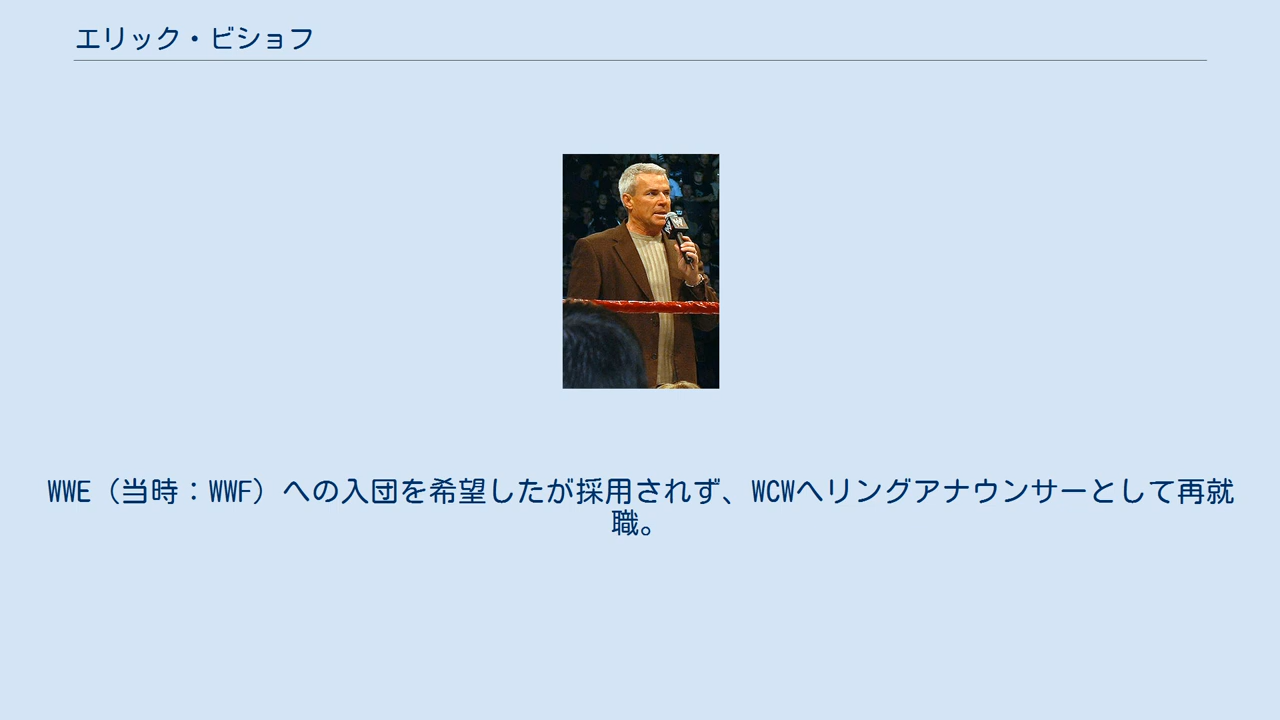 エリック・ビショフ
WWE（当時：WWF）への入団を希望したが採用されず、WCWへリングアナウンサーとして再就
職。